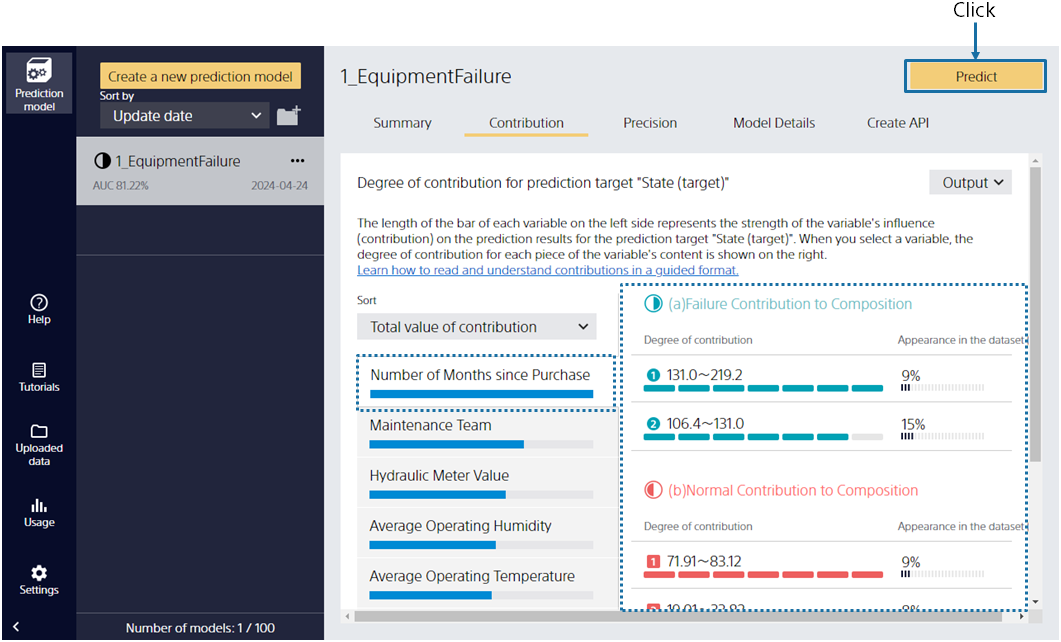 Click
Prediction
model
Create a new prediction model
Sort by
Update date
1_EquipmentFailure
AUC 81.22%
2024-04-24
Help
Tutorials
Uploaded
data
Usage
Settings
Number of models: 1 / 100
1_EquipmentFailure
Predict
Summary
Contribution
Precision
Model Details
Create API
Degree of contribution for prediction target "State (target)"
Output
The length of the bar of each variable on the left side represents the strength of the variable's influence
(contribution) on the prediction results for the prediction target "State (target)". When you select a variable, the
degree of contribution for each piece of the variable's content is shown on the right.
Learn how to read and understand contributions in a guided format.
Sort
Total value of contribution
Number of Months since Purchase
Maintenance Team
Hydraulic Meter Value
Average Operating Humidity
Average Operating Temperature
(a)Failure Contribution to Composition
Degree of contribution
Appearance in the dataset
1 131.0～219.2
9%
2 106.4～131.0
15%
(b)Normal Contribution to Composition
Degree of contribution
Appearance in the dataset
1 71.91～83.12
9%